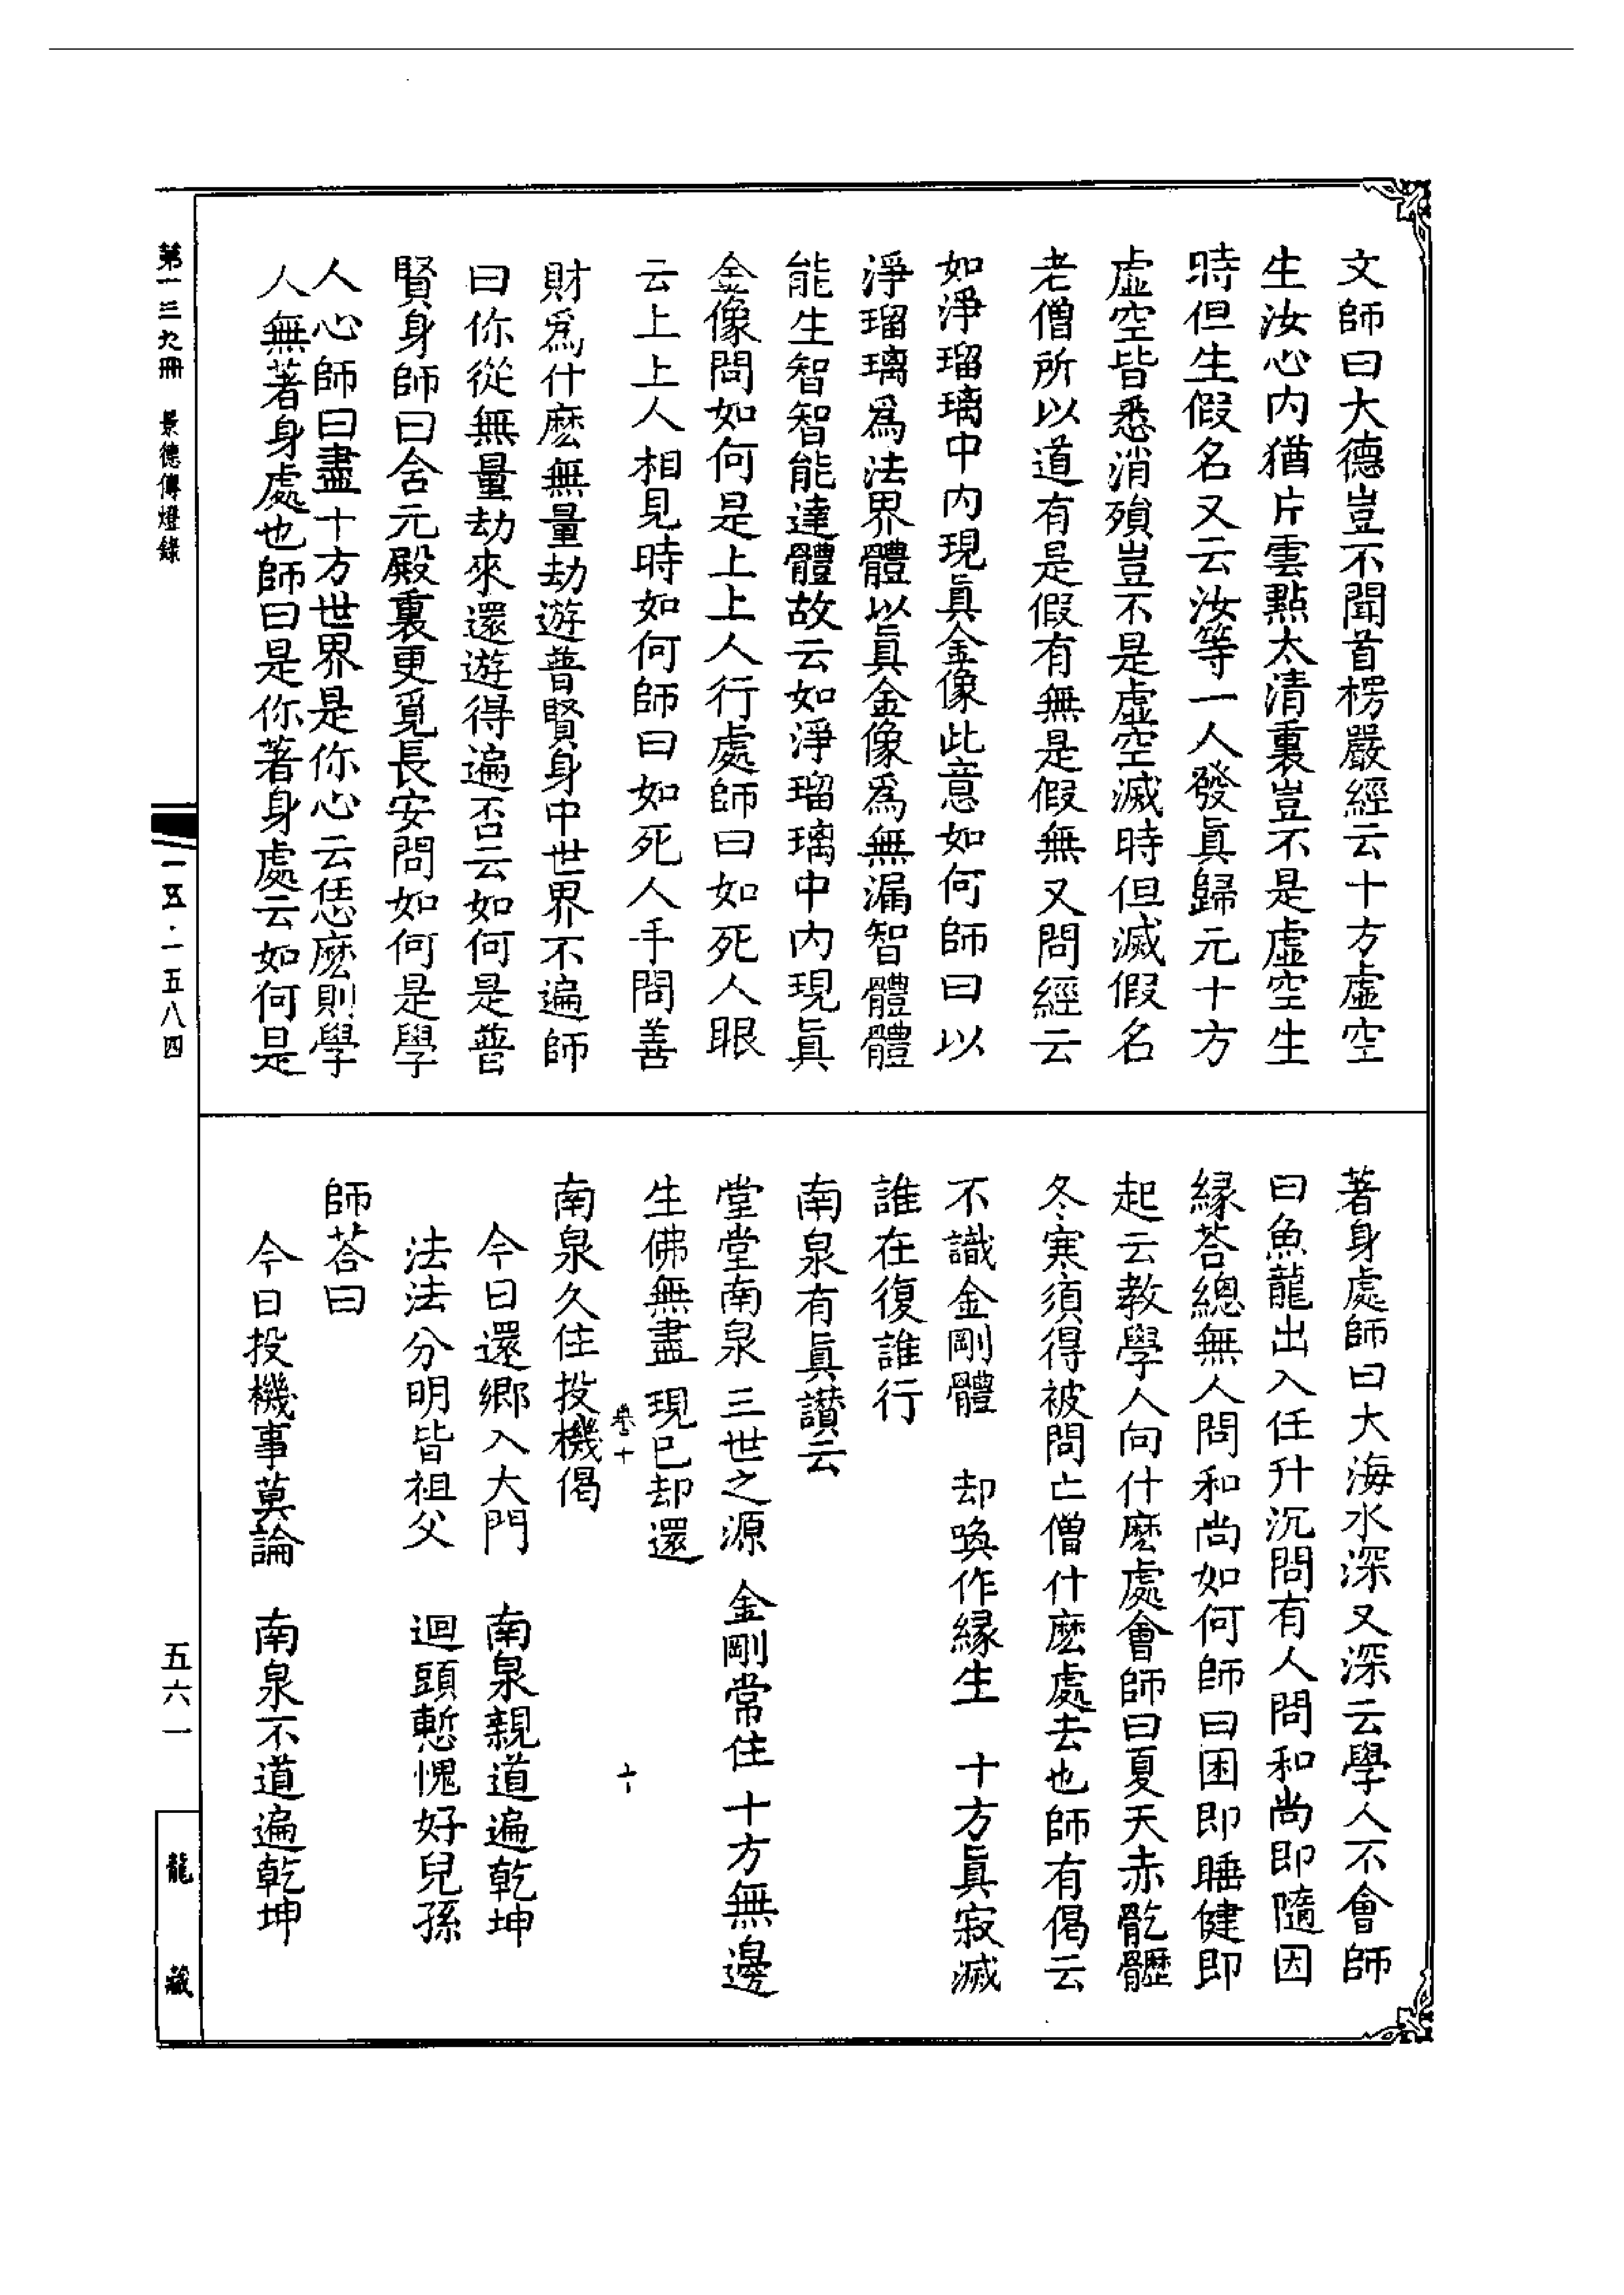 文師曰大德豈不聞首楞嚴經云十方虛空
生汝心內猶片雲點太清裏豈不是虛空生
時但生假名又云汝等一人發眞歸元十方
虛空皆悉消殞豈不是虛空滅時但滅假名
老僧所以道有是假有無是假無又問經云
如淨瑠璃中內現眞金像此意如何師曰以
淨瑠璃爲法界體以眞金像爲無漏智體體
能生智智能達體故云如淨瑠璃中內現眞
金像問如何是上上人行處師曰如死人眼
云上上人相見時如何師曰如死人手問善
財爲什麽無量劫遊普賢身中世界不遍師
曰你從無量劫來還遊得遍否云如何是普
賢身師曰含元殿裏更覓長安問如何是學
人心師曰盡十方世界是你心云恁麽則學
人無著身處也師曰是你著身處云如何是
著身處師曰大海水深又深云學人不會師
曰魚龍出入任升沉問有人問和尚即隨因
緣荅總無人問和尚如何師曰困即睡健即
起云教學人向什麽處會師曰夏天赤骭髏
冬寒須得被問亡僧什麽處去也師有偈云
不識金剛體　却喚作緣生　十方眞寂滅
誰在復誰行
南泉有眞讚云
堂堂南泉　三世之源　金剛常住　十方無邊
生佛無盡　現已却還
南泉久住投機偈
今日還鄉入大門　南泉親道遍乾坤
法法分明皆祖父　迴頭慙愧好兒孫
師荅曰
今日投機事莫論　南泉不道遍乾坤
卷十
六
第一三九冊　景德傳燈錄
一五·一五八四
五六一
龍藏